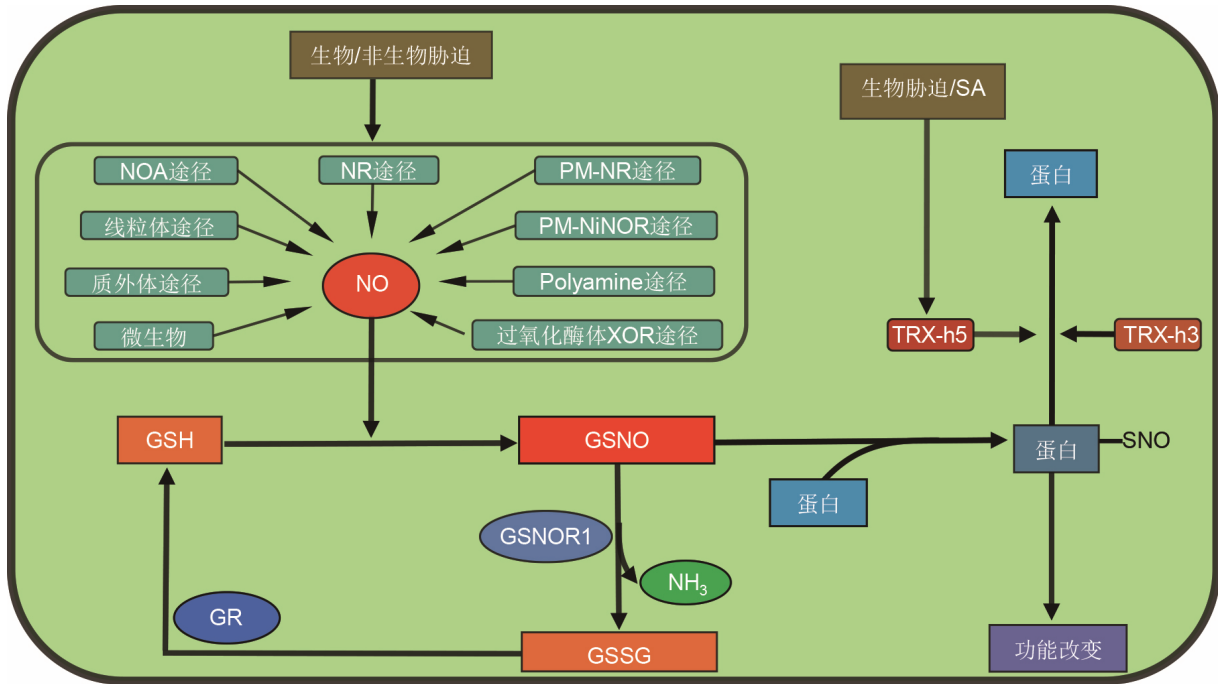 生物/非生物胁迫
生物胁迫/SA
NOA途径
NR途径
PM-NR途径
蛋白
线粒体途径
PM-NiNOR途径
质外体途径
NO
Polyamine途径
微生物
过氧化酶体XOR途径
TRX-h5
TRX-h3
GSH
GSNO
蛋白
SNO
蛋白
GSNOR1
NH₃
GR
GSSG
功能改变